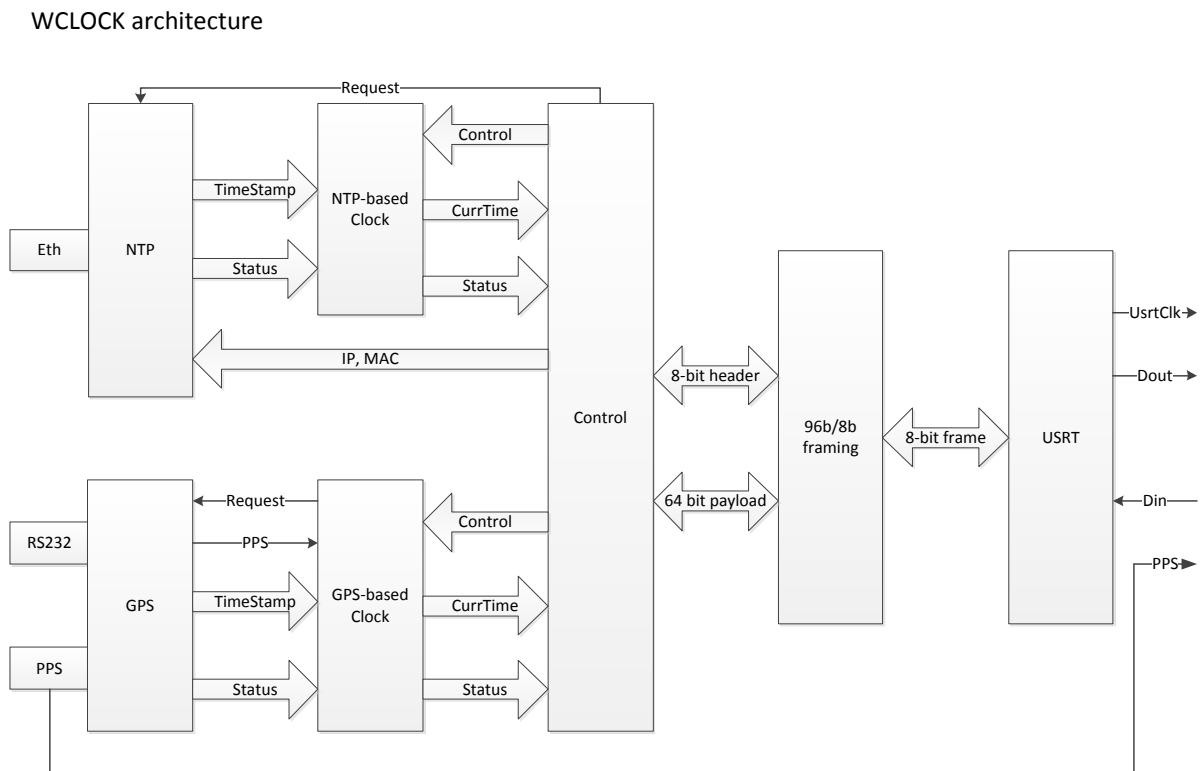 WCLOCK architecture
Request
Control
TimeStamp
NTP-based
Clock
CurrTime
Eth
NTP
Status
Status
IP, MAC
UsrtClk
8-bit header
Dout
Control
96b/8b
framing
8-bit frame
USRT
Request
64 bit payload
Din
Control
RS232
PPS
PPS
GPS
TimeStamp
GPS-based
Clock
CurrTime
PPS
Status
Status